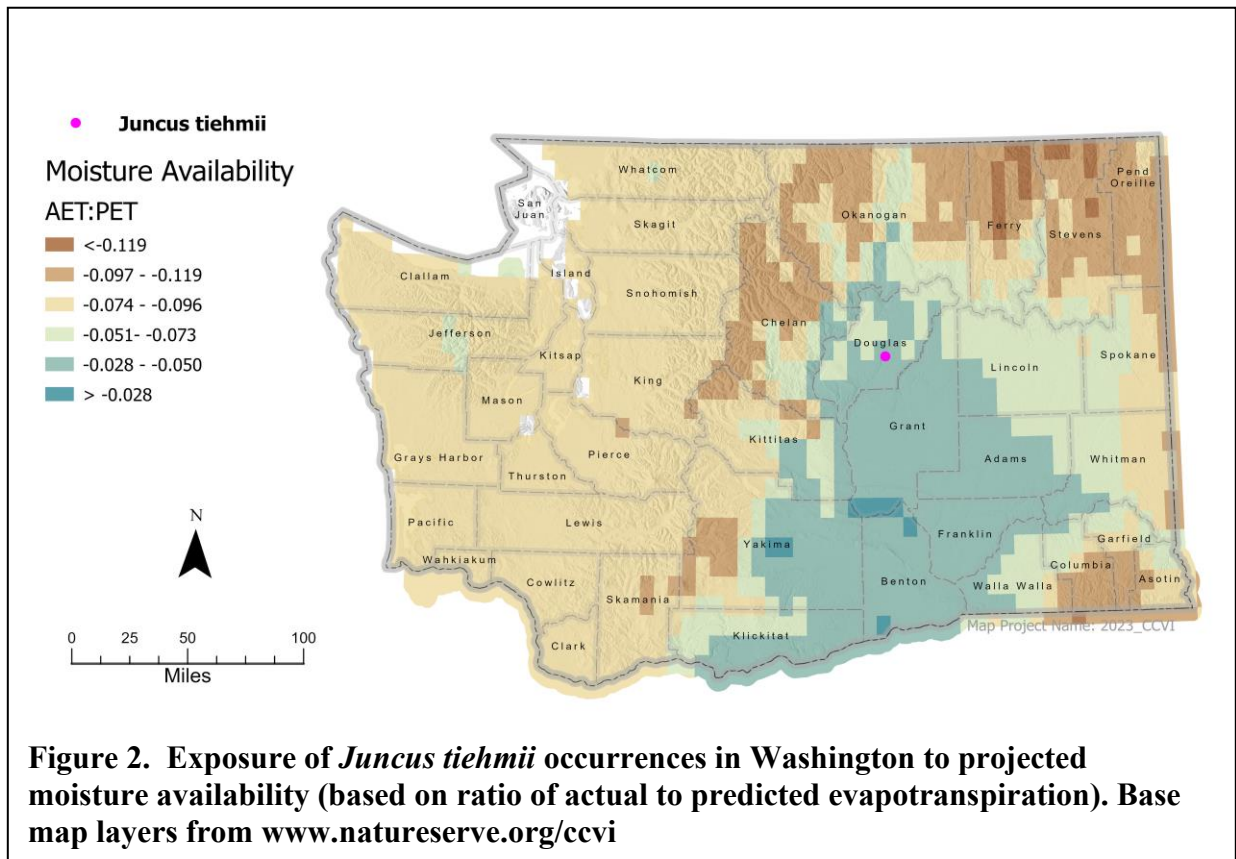 Juncus tiehmii
Moisture Availability
AET:PET
<-0.119
-0.097 - -0.119
-0.074 - -0.096
-0.051- -0.073
-0.028 - -0.050
> -0.028
Whatcom
San
Juan
Skagit
Island
Clallam
Snohomish
Jefferson
Kitsap
King
Mason
Grays Harbor
Thurston
Pierce
Pacific
Lewis
Wahkiakum
Cowlitz
Skamania
Clark
Okanogan
Ferry
Stevens
Pend
Oreille
Chelan
Douglas
Lincoln
Spokane
Kittitas
Grant
Adams
Whitman
Yakima
Franklin
Garfield
Benton
Walla Walla
Columbia
Asotin
Klickitat
Map Project Name: 2023_CCVI
N
0 25 50 100
Miles
Figure 2. Exposure of Juncus tiehmii occurrences in Washington to projected
moisture availability (based on ratio of actual to predicted evapotranspiration). Base
map layers from www.natureserve.org/ccvi